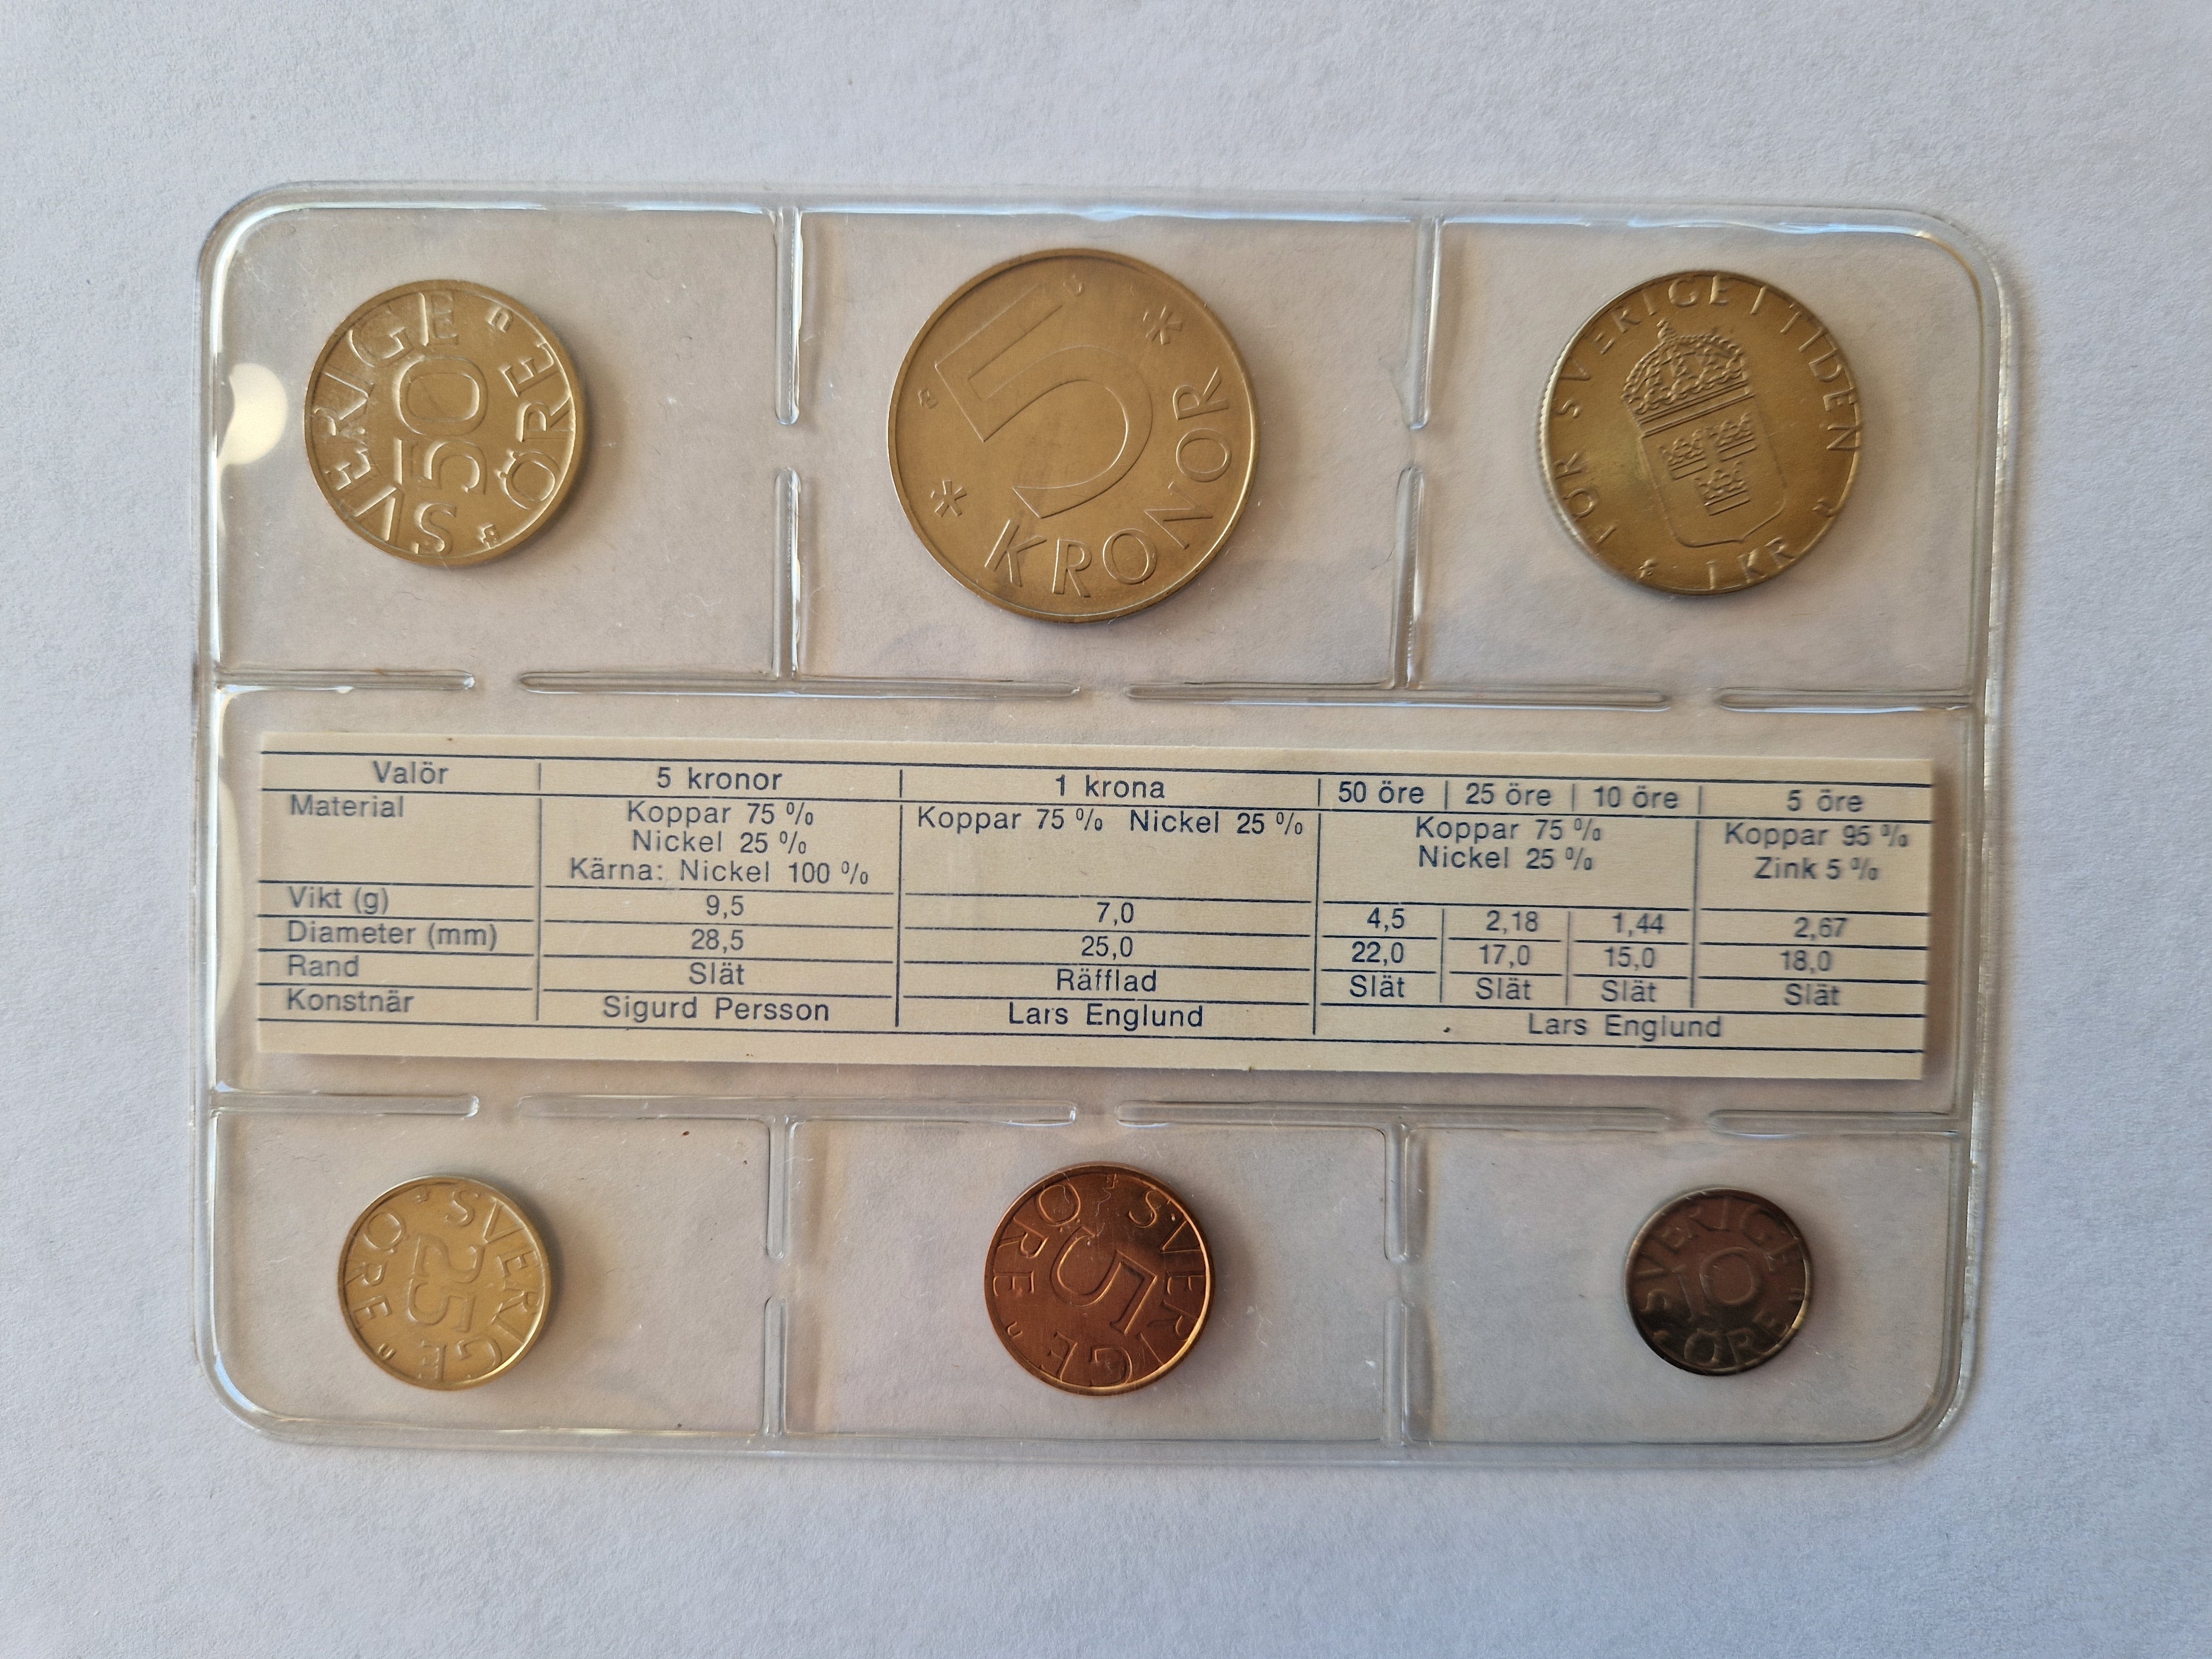 SVERIGES
50
ÖRE
U
5
KRONOR
FÖR SVERIGE I TIDEN
1 KR
Valör 5 kronor 1 krona 50 öre 25 öre 10 öre 5 öre
Material Koppar 75 % Koppar 75 % Nickel 25 % Koppar 75 % Koppar 95 %
Nickel 25 % Nickel 25 % Zink 5 %
Kärna: Nickel 100 %
Vikt (g) 9,5 7,0 4,5 2,18 1,44 2,67
Diameter (mm) 28,5 25,0 22,0 17,0 15,0 18,0
Rand Slät Räfflad Slät Slät Slät Slät
Konstnär Sigurd Persson Lars Englund Lars Englund
SVERIGE
25
ÖRE
U
SVERIGE
5
ÖRE
U
SVERIGE
10
ÖRE
U